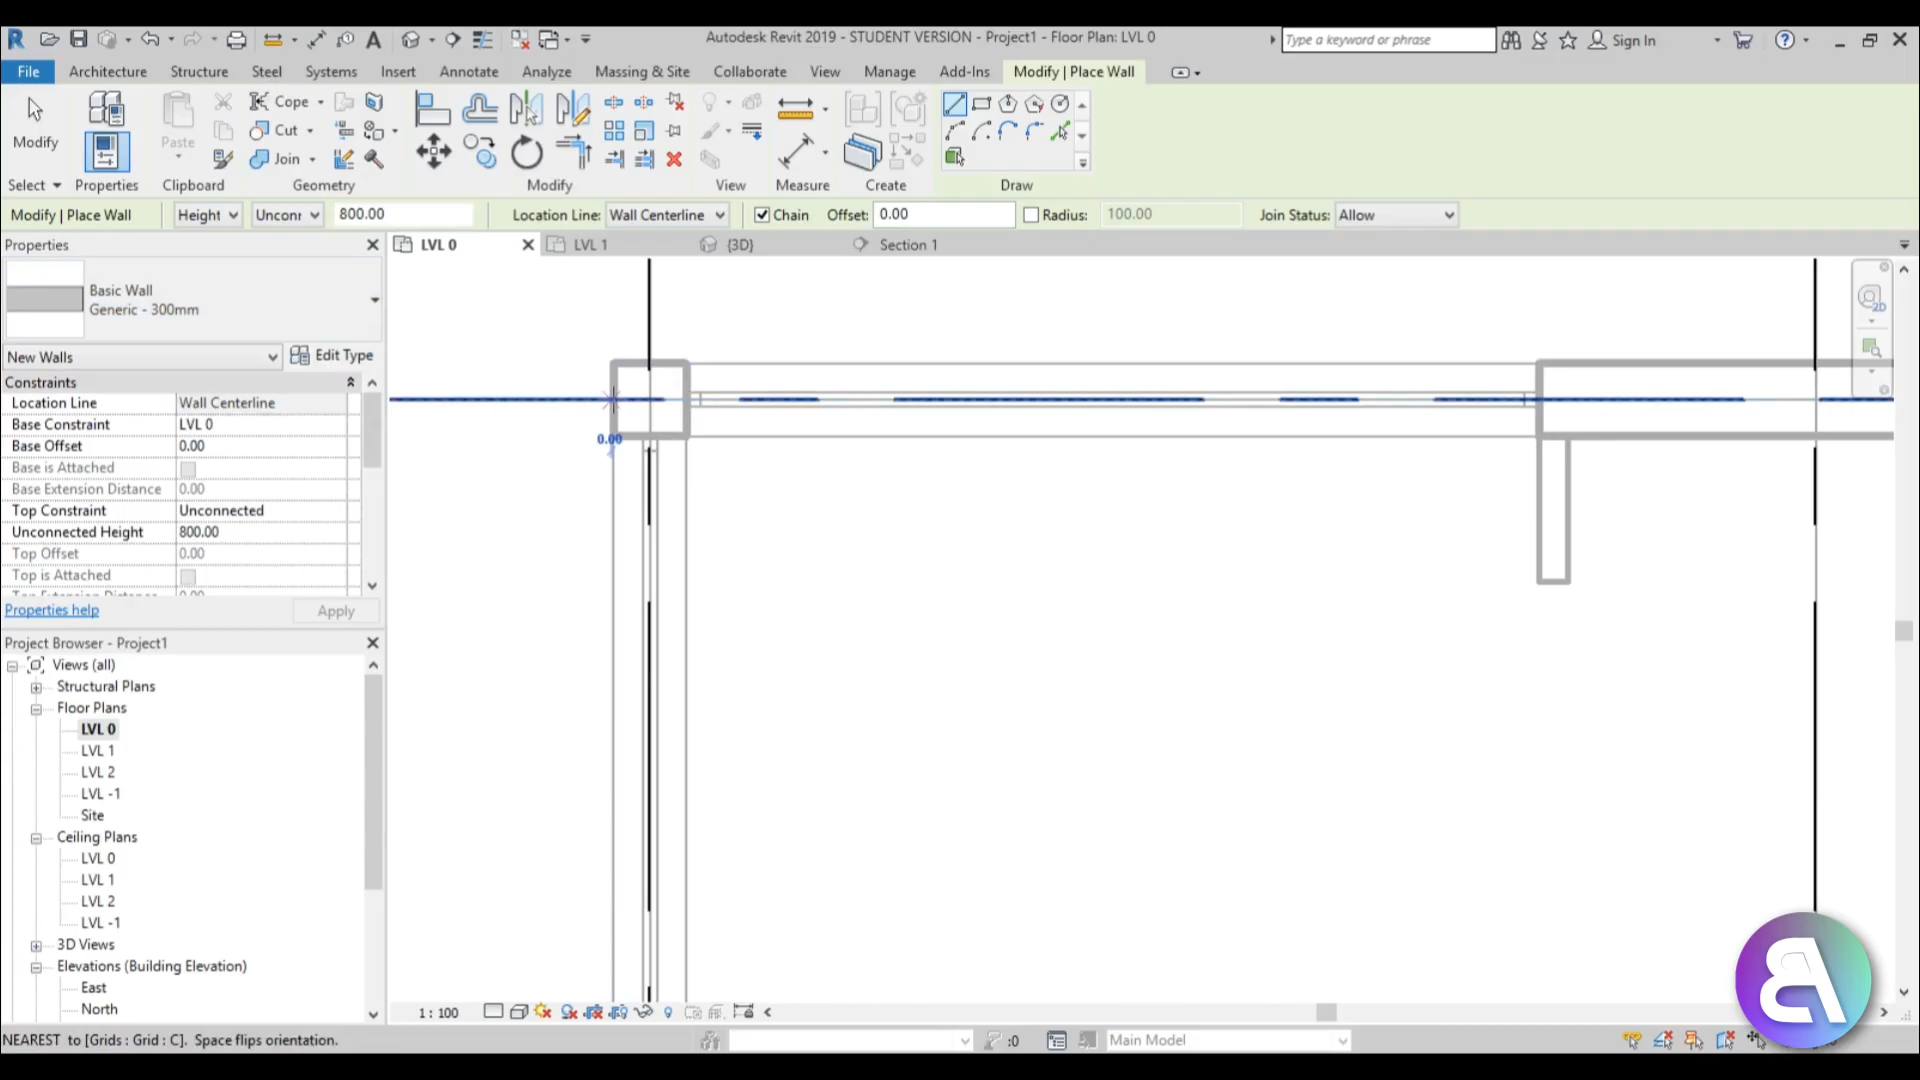 Autodesk Revit 2019 - STUDENT VERSION - Project1 - Floor Plan: LVL 0
Type a keyword or phrase
Sign In
File Architecture Structure Steel Systems Insert Annotate Analyze Massing & Site Collaborate View Manage Add-Ins Modify | Place Wall
Modify
Paste
Cope
Cut
Join
Select Properties Clipboard Geometry Modify View Measure Create Draw
Modify | Place Wall Height Unconr 800.00 Location Line: Wall Centerline Chain Offset: 0.00 Radius: 100.00 Join Status: Allow
Properties
LVL 0 LVL 1 {3D} Section 1
Basic Wall
Generic - 300mm
New Walls Edit Type
Constraints
Location Line Wall Centerline
Base Constraint LVL 0
Base Offset 0.00
Base is Attached
Base Extension Distance 0.00
Top Constraint Unconnected
Unconnected Height 800.00
Top Offset 0.00
Top is Attached
Properties help Apply
Project Browser - Project1
Views (all)
Structural Plans
Floor Plans
LVL 0
LVL 1
LVL 2
LVL -1
Site
Ceiling Plans
LVL 0
LVL 1
LVL 2
LVL -1
3D Views
Elevations (Building Elevation)
East
North
0.00
2D
1 : 100
NEAREST to [Grids : Grid : C]. Space flips orientation.
:0
Main Model